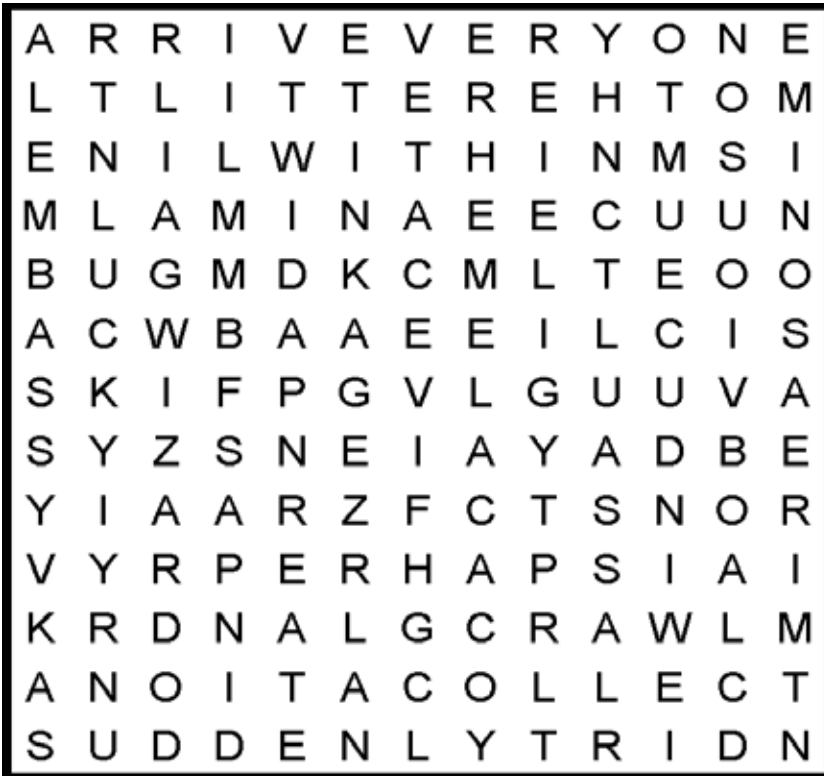 A R R I V E V E R Y O N E
L T L I T T E R E H T O M
E N I L W I T H I N M S I
M L A M I N A E E C U U N
B U G M D K C M L T E O O
A C W B A A E E I L C I S
S K I F P G V L G U U V A
S Y Z S N E I A Y A D B E
Y I A A R Z F C T S N O R
V Y R P E R H A P S I A I
K R D N A L G C R A W L M
A N O I T A C O L L E C T
S U D D E N L Y T R I D N